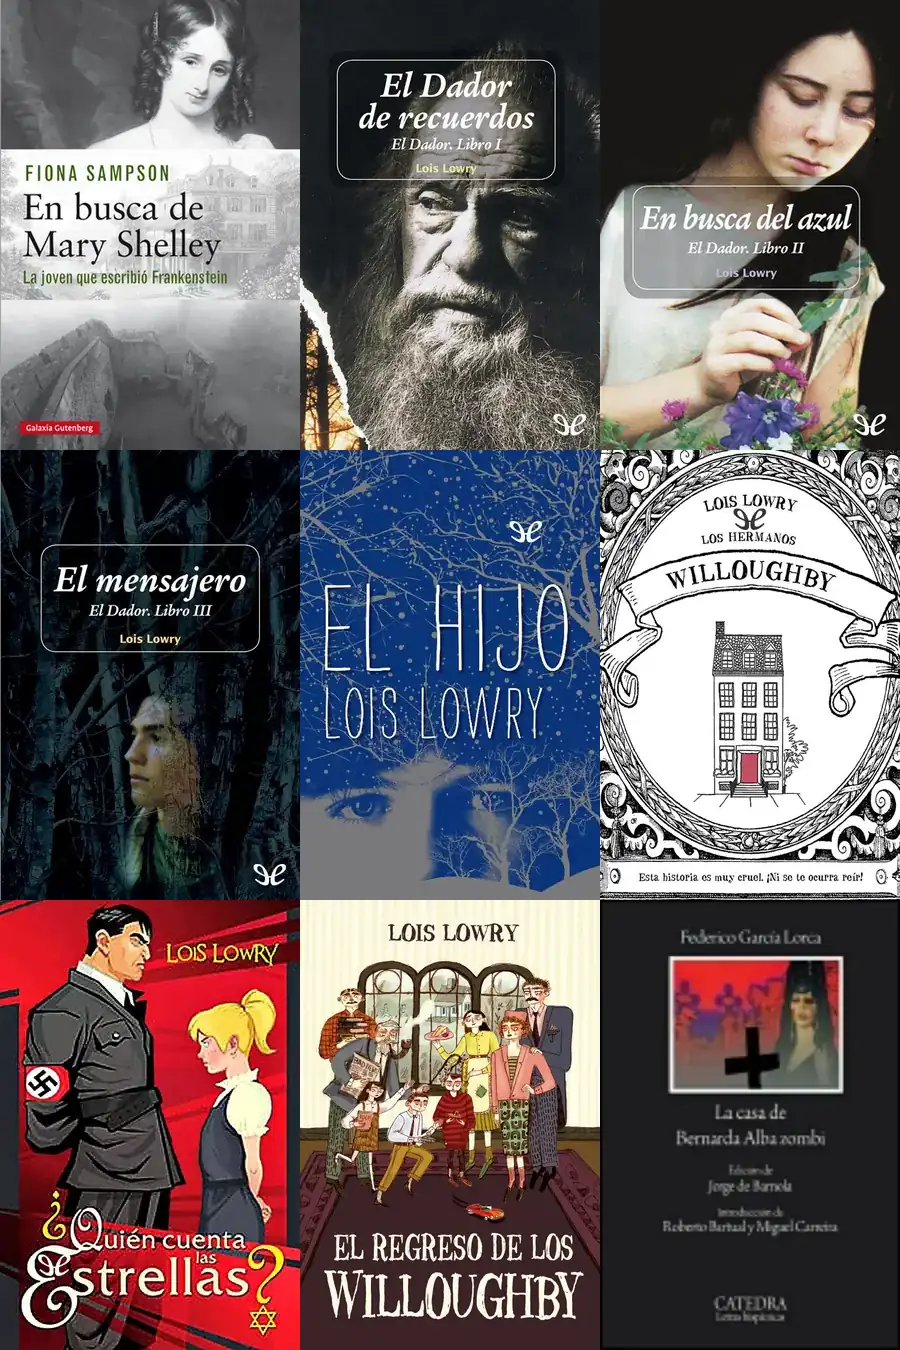 FIONA SAMPSON
En busca de
Mary Shelley
La joven que escribió Frankenstein
Galaxia Gutenberg
El Dador
de recuerdos
El Dador. Libro I
Lois Lowry
En busca del azul
El Dador. Libro II
Lois Lowry
El mensajero
El Dador. Libro III
Lois Lowry
EL HIJO
LOIS LOWRY
LOIS LOWRY
LOS HERMANOS
WILLOUGHBY
Esta historia es muy cruel. ¡Ni se te ocurra reír!
LOIS LOWRY
¿Quién cuenta
las
Estrellas?
LOIS LOWRY
EL REGRESO DE LOS
WILLOUGHBY
Federico García Lorca
La casa de
Bernarda Alba zombi
Edición de
Jorge de Barnola
Introducción de
Roberto Bartual y Miguel Carreira
CATEDRA
Letras hispánicas